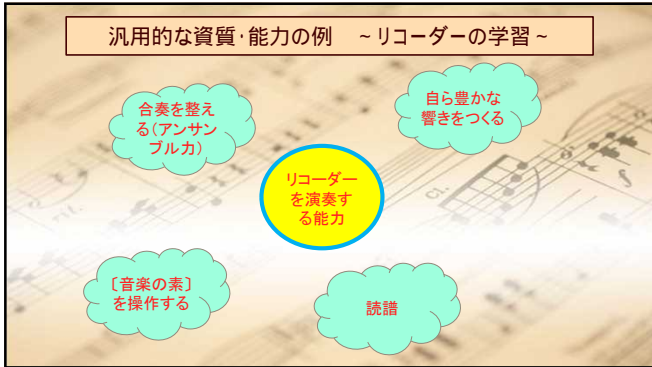 汎用的な資質・能力の例　～リコーダーの学習～
合奏を整え
る（アンサン
ブル力）
自ら豊かな
響きをつくる
リコーダー
を演奏す
る能力
〔音楽の素〕
を操作する
読譜
Cl.